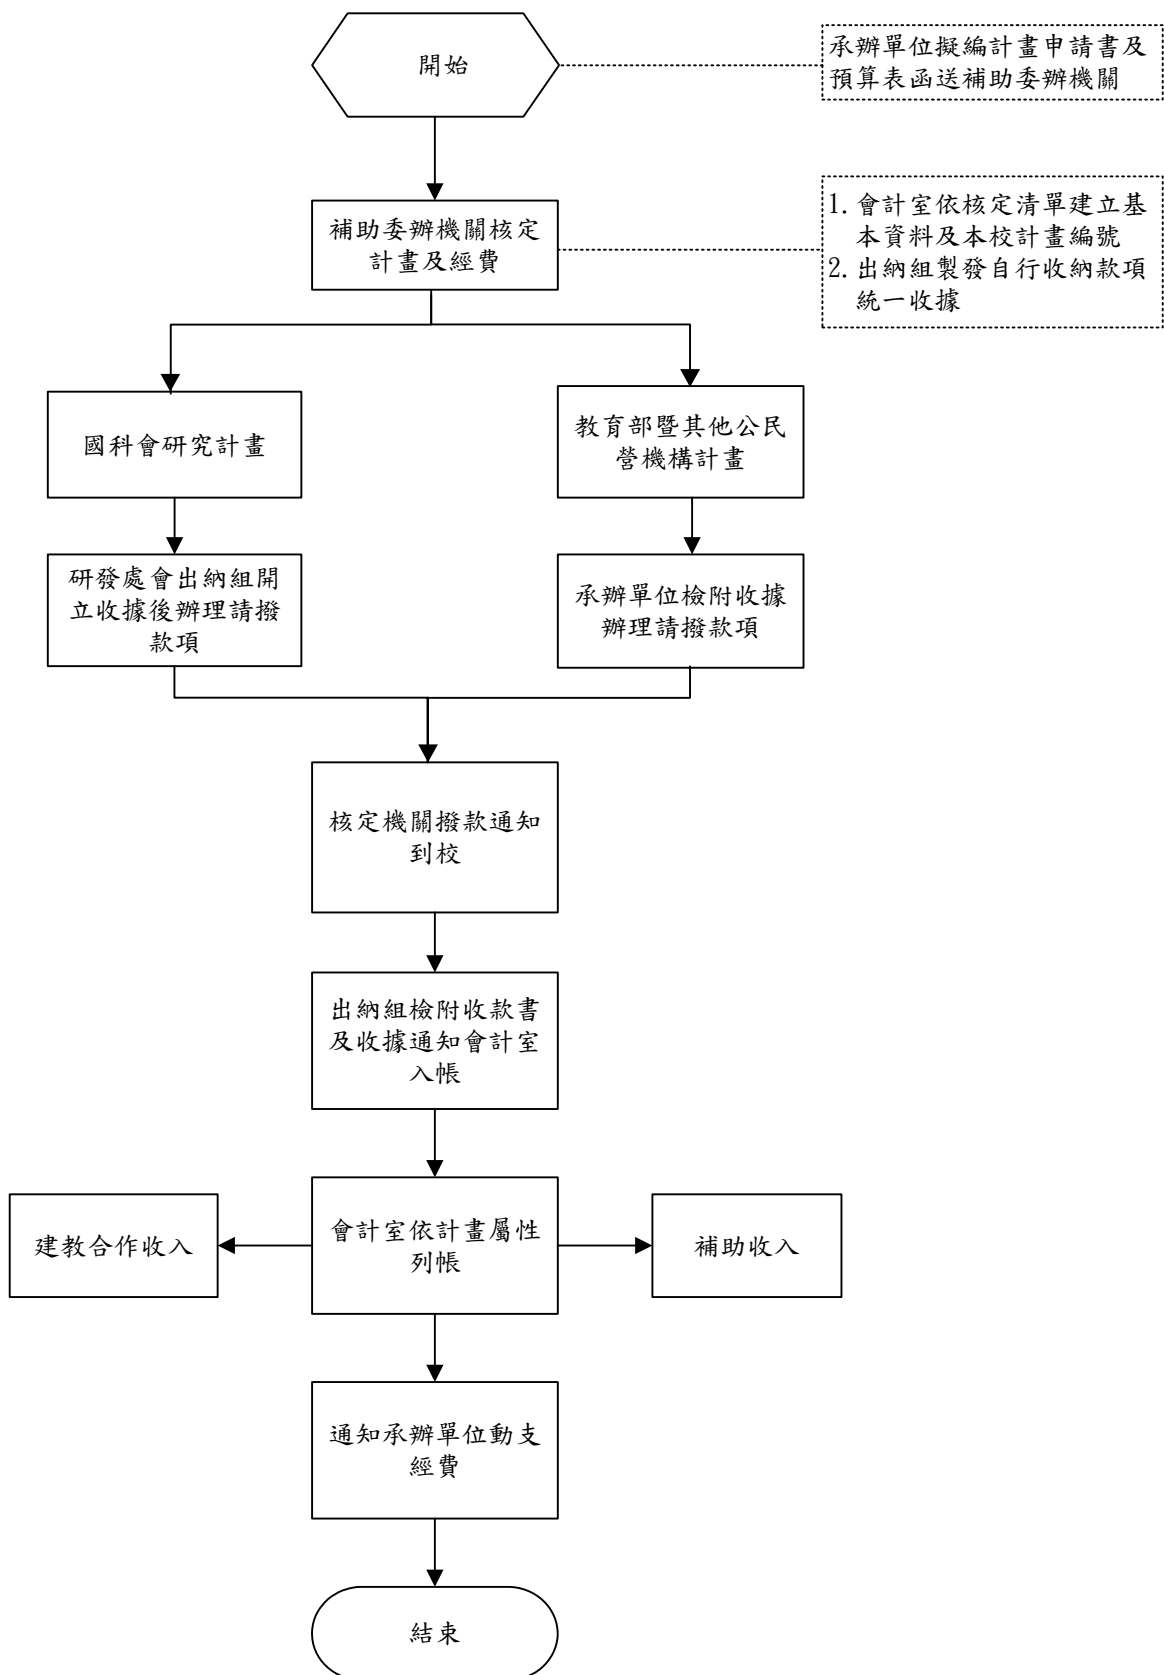 開始
承辦單位擬編計畫申請書及
預算表函送補助委辦機關
補助委辦機關核定
計畫及經費
1. 會計室依核定清單建立基
本資料及本校計畫編號
2. 出納組製發自行收納款項
統一收據
國科會研究計畫
教育部暨其他公民
營機構計畫
研發處會出納組開
立收據後辦理請撥
款項
承辦單位檢附收據
辦理請撥款項
核定機關撥款通知
到校
出納組檢附收款書
及收據通知會計室
入帳
建教合作收入
會計室依計畫屬性
列帳
補助收入
通知承辦單位動支
經費
結束